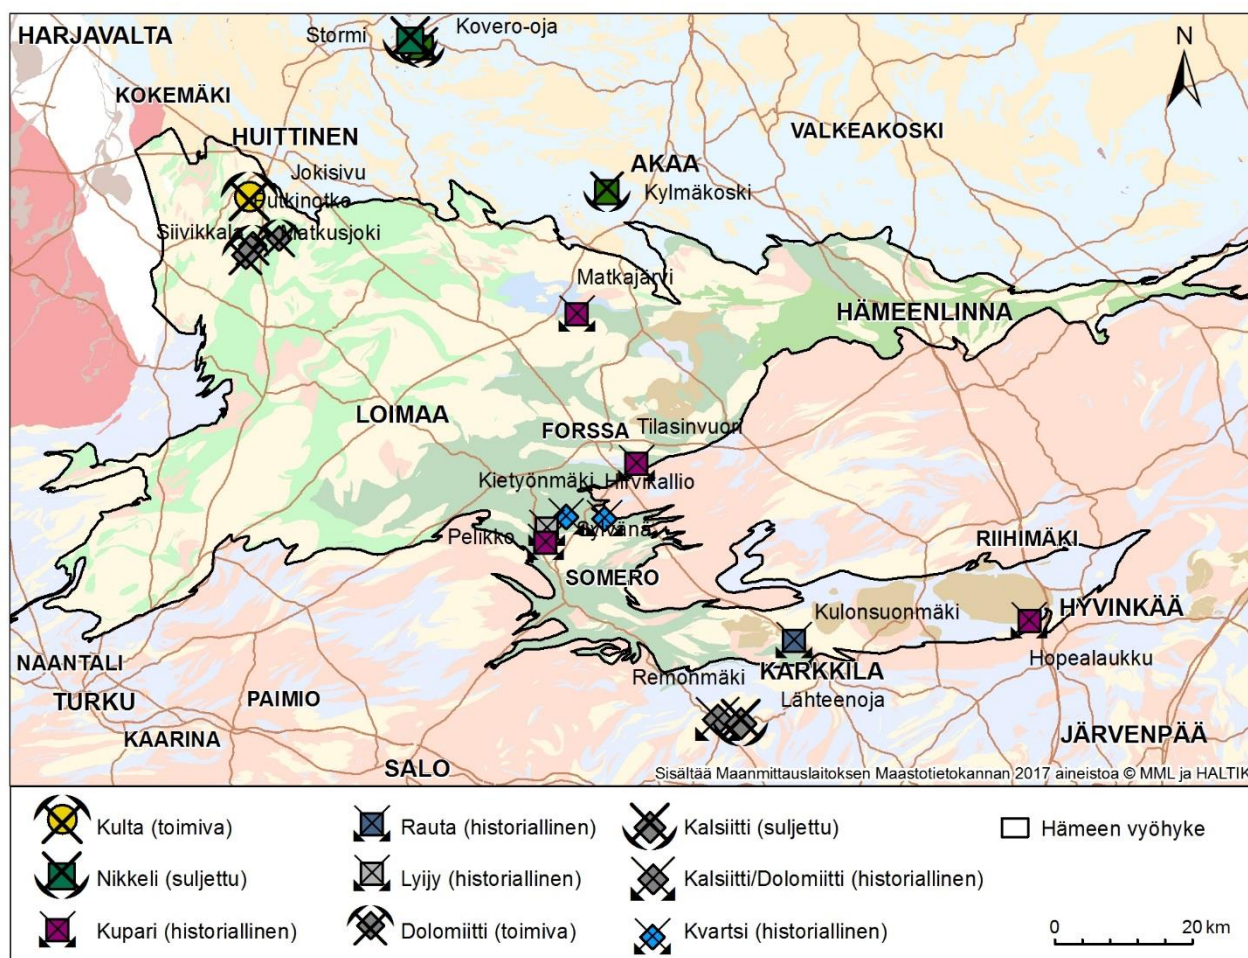 HARJAVALTA
Stormi
Kovero-oja
N
KOKEMÄKI
HUITTINEN
VALKEAKOSKI
AKAA
Jokisivu
Kylmäkoski
Putkinotko
Siivikkala
Matkusjoki
Matkajärvi
HÄMEENLINNA
LOIMAA
FORSSA
Tilasinvuori
Kietyönmäki
Hirvikallio
Pelikko
Sylvänä
RIIHIMÄKI
SOMERO
Kulonsuonmäki
HYVINKÄÄ
NAANTALI
Remonmäki
KARKKILA
Hopealaukku
TURKU
PAIMIO
Lähteenoja
KAARINA
JÄRVENPÄÄ
SALO
Sisältää Maanmittauslaitoksen Maastotietokannan 2017 aineistoa © MML ja HALTIK
Kulta (toimiva)
Rauta (historiallinen)
Kalsiitti (suljettu)
Hämeen vyöhyke
Nikkeli (suljettu)
Lyijy (historiallinen)
Kalsiitti/Dolomiitti (historiallinen)
Kupari (historiallinen)
Dolomiitti (toimiva)
Kvartsi (historiallinen)
0 20 km